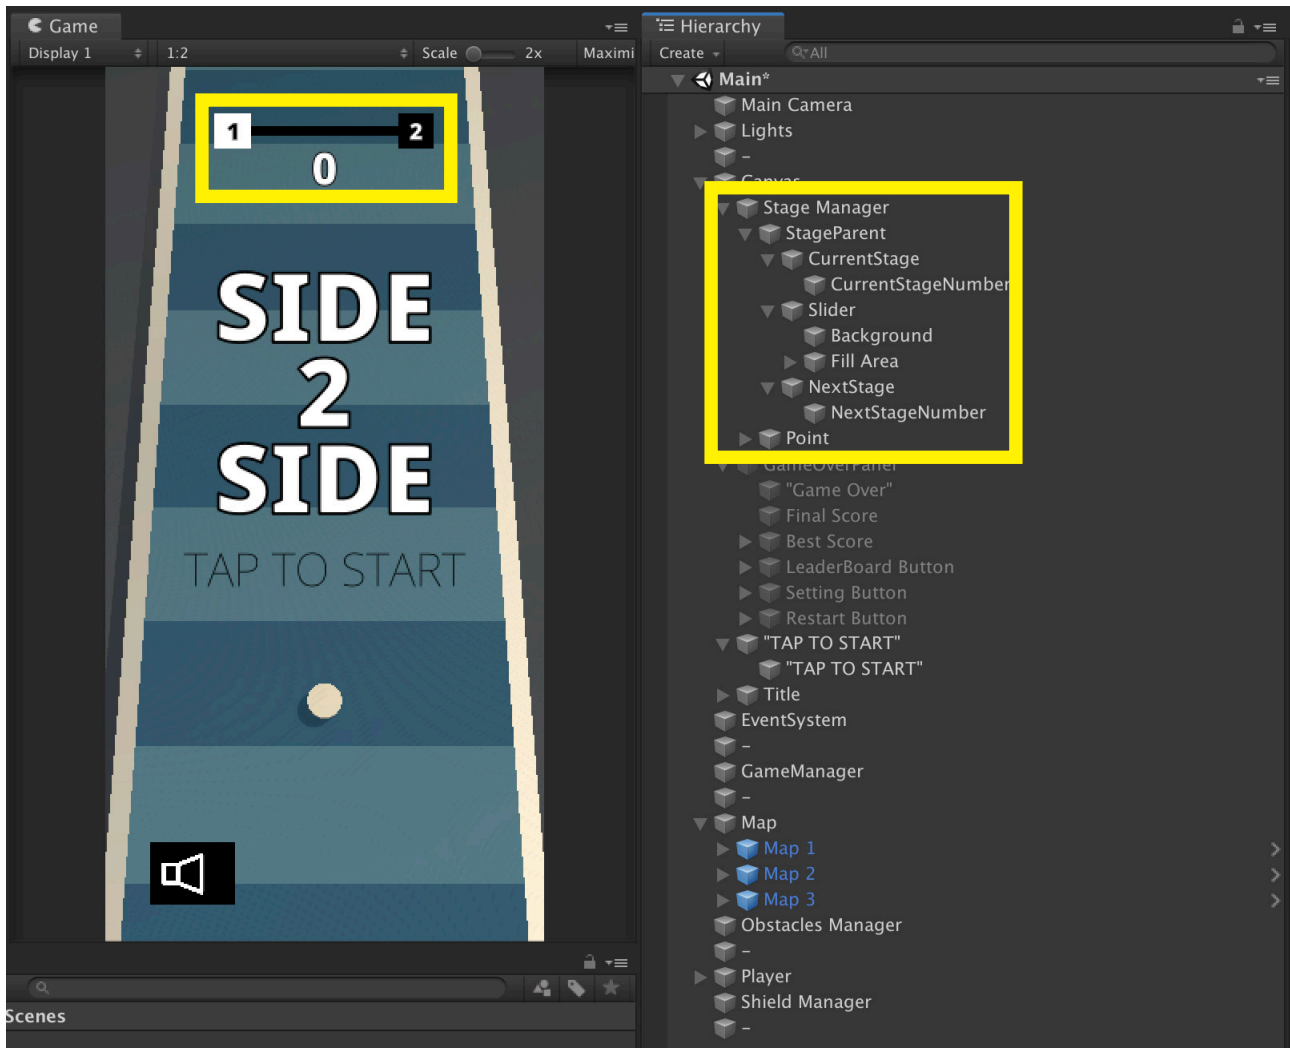 Game
Display 1
1:2
Scale
2x
Maximi
1
2
0
SIDE
2
SIDE
TAP TO START
Scenes
Hierarchy
Create
All
Main*
Main Camera
Lights
-
Canvas
Stage Manager
StageParent
CurrentStage
CurrentStageNumber
Slider
Background
Fill Area
NextStage
NextStageNumber
Point
GameOverPanel
"Game Over"
Final Score
Best Score
LeaderBoard Button
Setting Button
Restart Button
"TAP TO START"
"TAP TO START"
Title
EventSystem
-
GameManager
-
Map
Map 1
Map 2
Map 3
Obstacles Manager
-
Player
Shield Manager
-